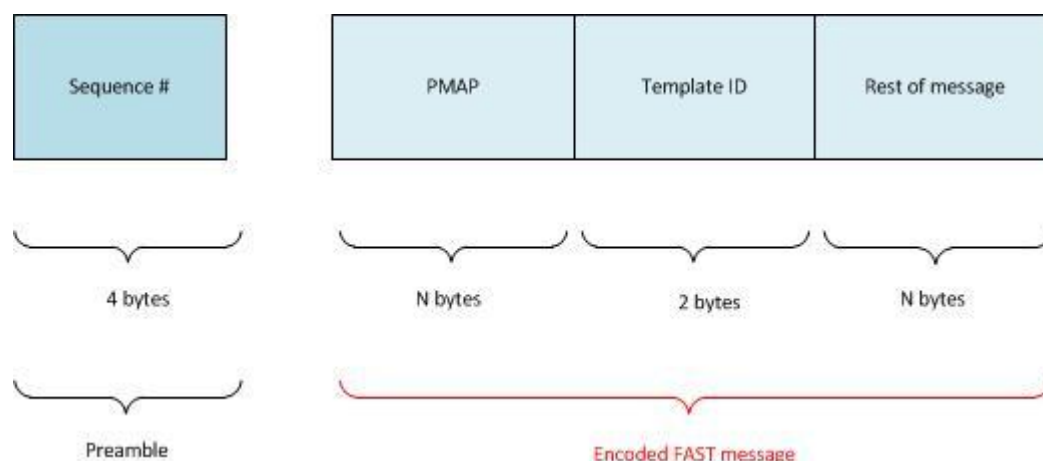 Sequence #
PMAP
Template ID
Rest of message
4 bytes
N bytes
2 bytes
N bytes
Preamble
Encoded FAST message